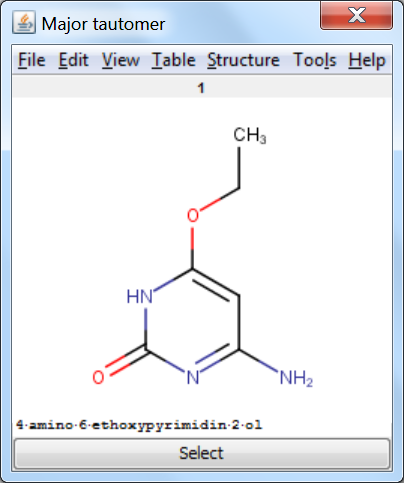 Major tautomer
File Edit View Table Structure Tools Help
1
CH3
O
HN
O
N
NH2
4-amino-6-ethoxypyrimidin-2-ol
Select